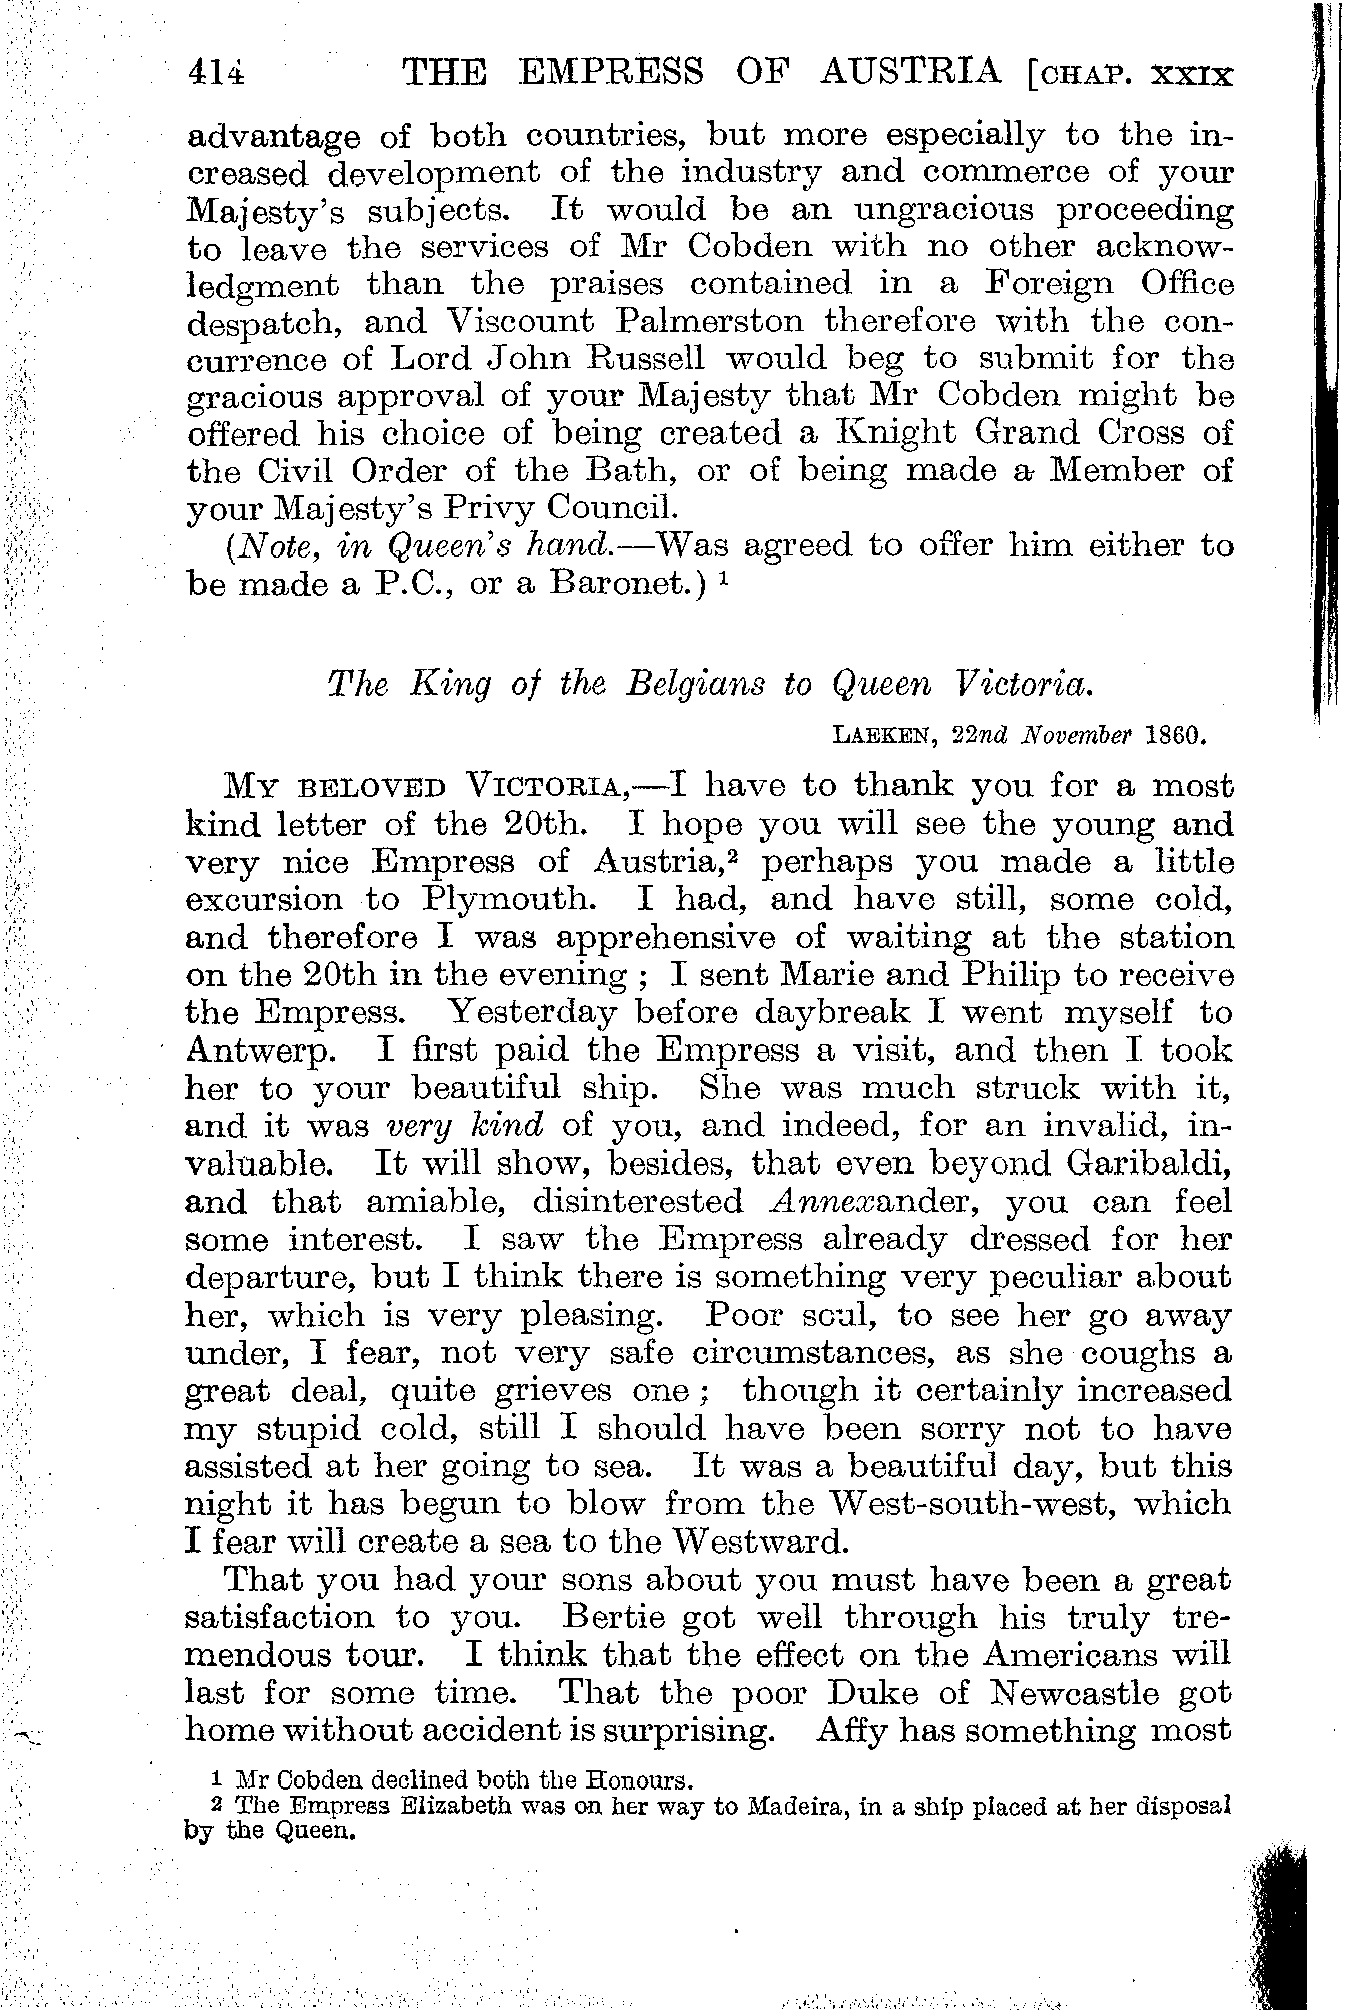 414 THE EMPRESS OF AUSTRIA [CHAP. XXIX
advantage of both countries, but more especially to the in-
creased development of the industry and commerce of your
Majesty's subjects. It would be an ungracious proceeding
to leave the services of Mr Cobden with no other acknow-
ledgment than the praises contained in a Foreign Office
despatch, and Viscount Palmerston therefore with the con-
currence of Lord John Russell would beg to submit for the
gracious approval of your Majesty that Mr Cobden might be
offered his choice of being created a Knight Grand Cross of
the Civil Order of the Bath, or of being made a Member of
your Majesty's Privy Council.
(Note, in Queen's hand.—Was agreed to offer him either to
be made a P.C., or a Baronet.) 1
The King of the Belgians to Queen Victoria.
LAEKEN, 22nd November 1860.
MY BELOVED VICTORIA,—I have to thank you for a most
kind letter of the 20th. I hope you will see the young and
very nice Empress of Austria,2 perhaps you made a little
excursion to Plymouth. I had, and have still, some cold,
and therefore I was apprehensive of waiting at the station
on the 20th in the evening ; I sent Marie and Philip to receive
the Empress. Yesterday before daybreak I went myself to
Antwerp. I first paid the Empress a visit, and then I took
her to your beautiful ship. She was much struck with it,
and it was very kind of you, and indeed, for an invalid, in-
valuable. It will show, besides, that even beyond Garibaldi,
and that amiable, disinterested Annexander, you can feel
some interest. I saw the Empress already dressed for her
departure, but I think there is something very peculiar about
her, which is very pleasing. Poor soul, to see her go away
under, I fear, not very safe circumstances, as she coughs a
great deal, quite grieves one ; though it certainly increased
my stupid cold, still I should have been sorry not to have
assisted at her going to sea. It was a beautiful day, but this
night it has begun to blow from the West-south-west, which
I fear will create a sea to the Westward.
That you had your sons about you must have been a great
satisfaction to you. Bertie got well through his truly tre-
mendous tour. I think that the effect on the Americans will
last for some time. That the poor Duke of Newcastle got
home without accident is surprising. Affy has something most
1 Mr Cobden declined both the Honours.
2 The Empress Elizabeth was on her way to Madeira, in a ship placed at her disposal
by the Queen.